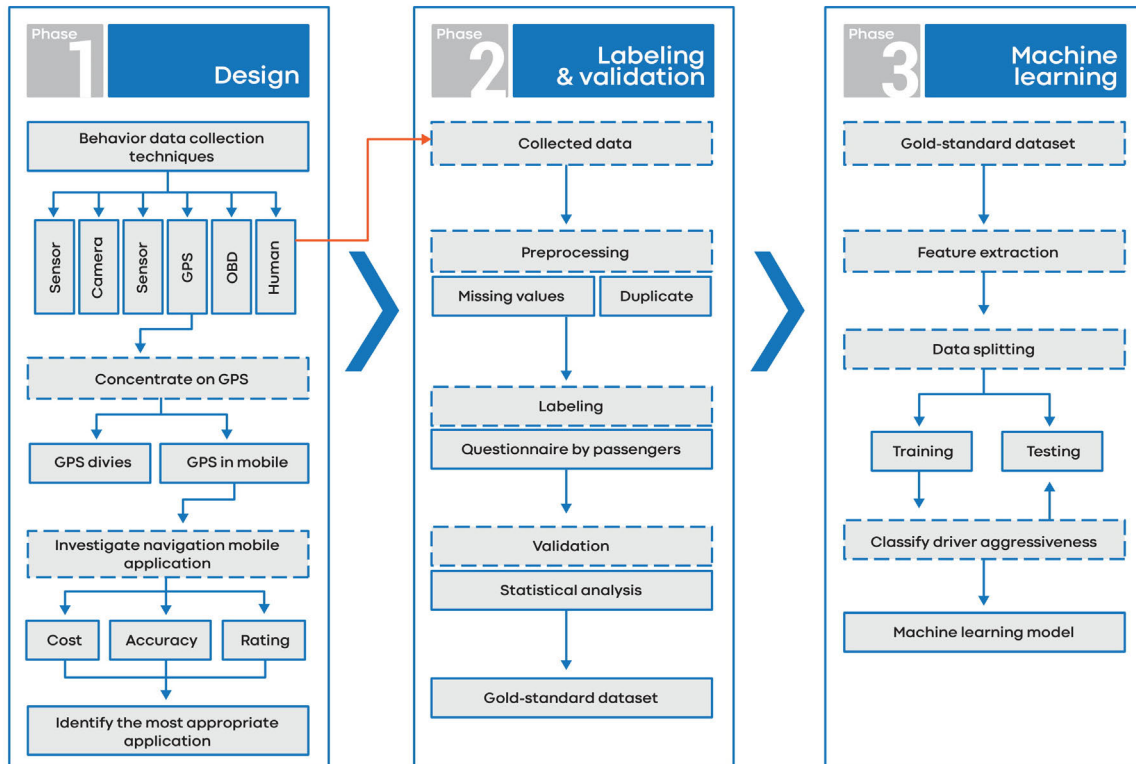 Phase
1
Design
Behavior data collection
techniques
Sensor
Camera
Sensor
GPS
OBD
Human
Concentrate on GPS
GPS divies
GPS in mobile
Investigate navigation mobile
application
Cost
Accuracy
Rating
Identify the most appropriate
application
Phase
2
Labeling
& validation
Collected data
Preprocessing
Missing values
Duplicate
Labeling
Questionnaire by passengers
Validation
Statistical analysis
Gold-standard dataset
Phase
3
Machine
learning
Gold-standard dataset
Feature extraction
Data splitting
Training
Testing
Classify driver aggressiveness
Machine learning model